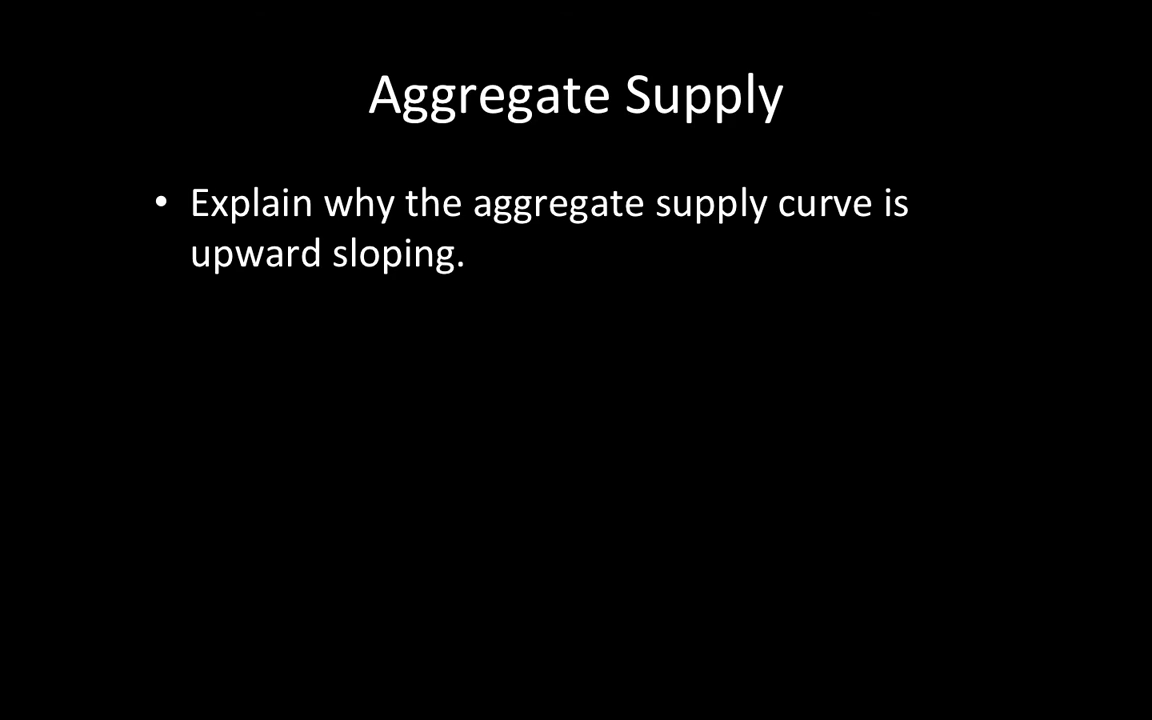 Aggregate Supply
• Explain why the aggregate supply curve is
upward sloping.